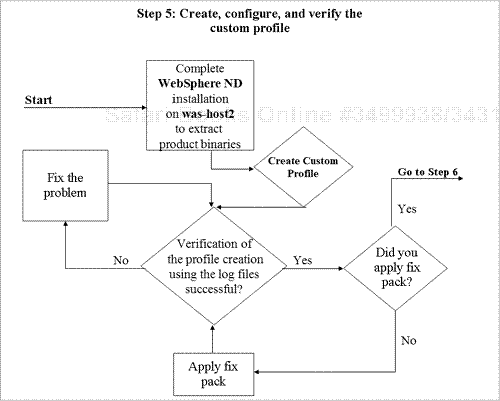 Step 5: Create, configure, and verify the
custom profile
Complete
WebSphere ND
installation
on was-host2
to extract
product binaries
Start
Create Custom
Profile
Go to Step 6
Fix the
problem
Yes
Verification of
the profile creation
using the log files
successful?
No
Yes
Did you
apply fix
pack?
No
Apply fix
pack